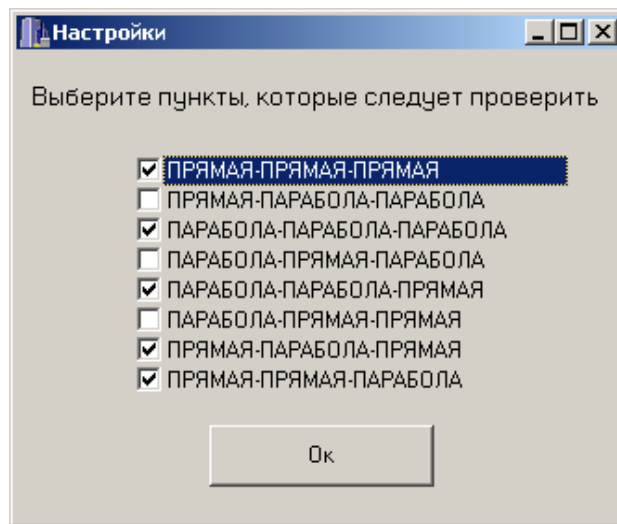 Настройки
Выберите пункты, которые следует проверить
ПРЯМАЯ-ПРЯМАЯ-ПРЯМАЯ
ПРЯМАЯ-ПАРАБОЛА-ПАРАБОЛА
ПАРАБОЛА-ПАРАБОЛА-ПАРАБОЛА
ПАРАБОЛА-ПРЯМАЯ-ПАРАБОЛА
ПАРАБОЛА-ПАРАБОЛА-ПРЯМАЯ
ПАРАБОЛА-ПРЯМАЯ-ПРЯМАЯ
ПРЯМАЯ-ПАРАБОЛА-ПРЯМАЯ
ПРЯМАЯ-ПРЯМАЯ-ПАРАБОЛА
Ок